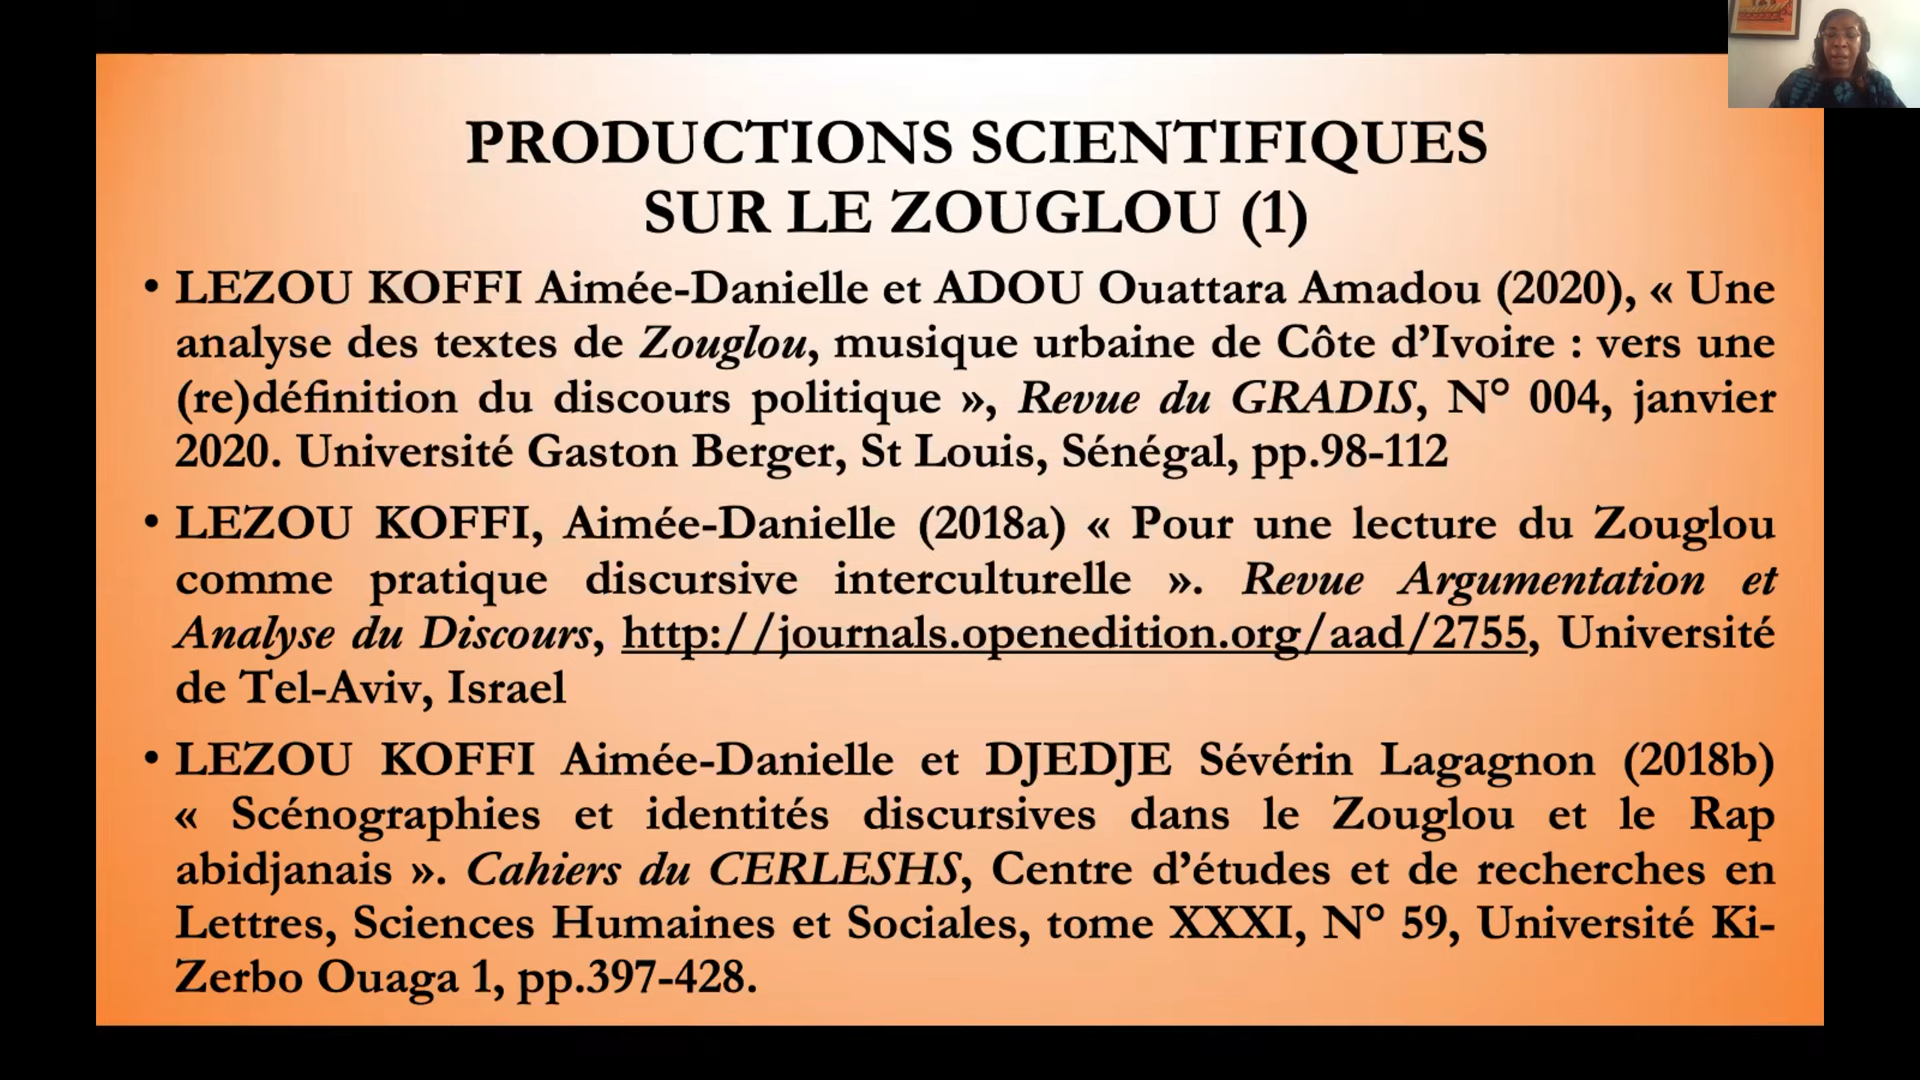 PRODUCTIONS SCIENTIFIQUES
SUR LE ZOUGLOU (1)
• LEZOU KOFFI Aimée-Danielle et ADOU Ouattara Amadou (2020), « Une
analyse des textes de Zouglou, musique urbaine de Côte d’Ivoire : vers une
(re)définition du discours politique », Revue du GRADIS, N° 004, janvier
2020. Université Gaston Berger, St Louis, Sénégal, pp.98-112
• LEZOU KOFFI, Aimée-Danielle (2018a) « Pour une lecture du Zouglou
comme pratique discursive interculturelle ». Revue Argumentation et
Analyse du Discours, http://journals.openedition.org/aad/2755, Université
de Tel-Aviv, Israel
• LEZOU KOFFI Aimée-Danielle et DJEDJE Sévérin Lagagnon (2018b)
« Scénographies et identités discursives dans le Zouglou et le Rap
abidjanais ». Cahiers du CERLESHS, Centre d’études et de recherches en
Lettres, Sciences Humaines et Sociales, tome XXXI, N° 59, Université Ki-
Zerbo Ouaga 1, pp.397-428.